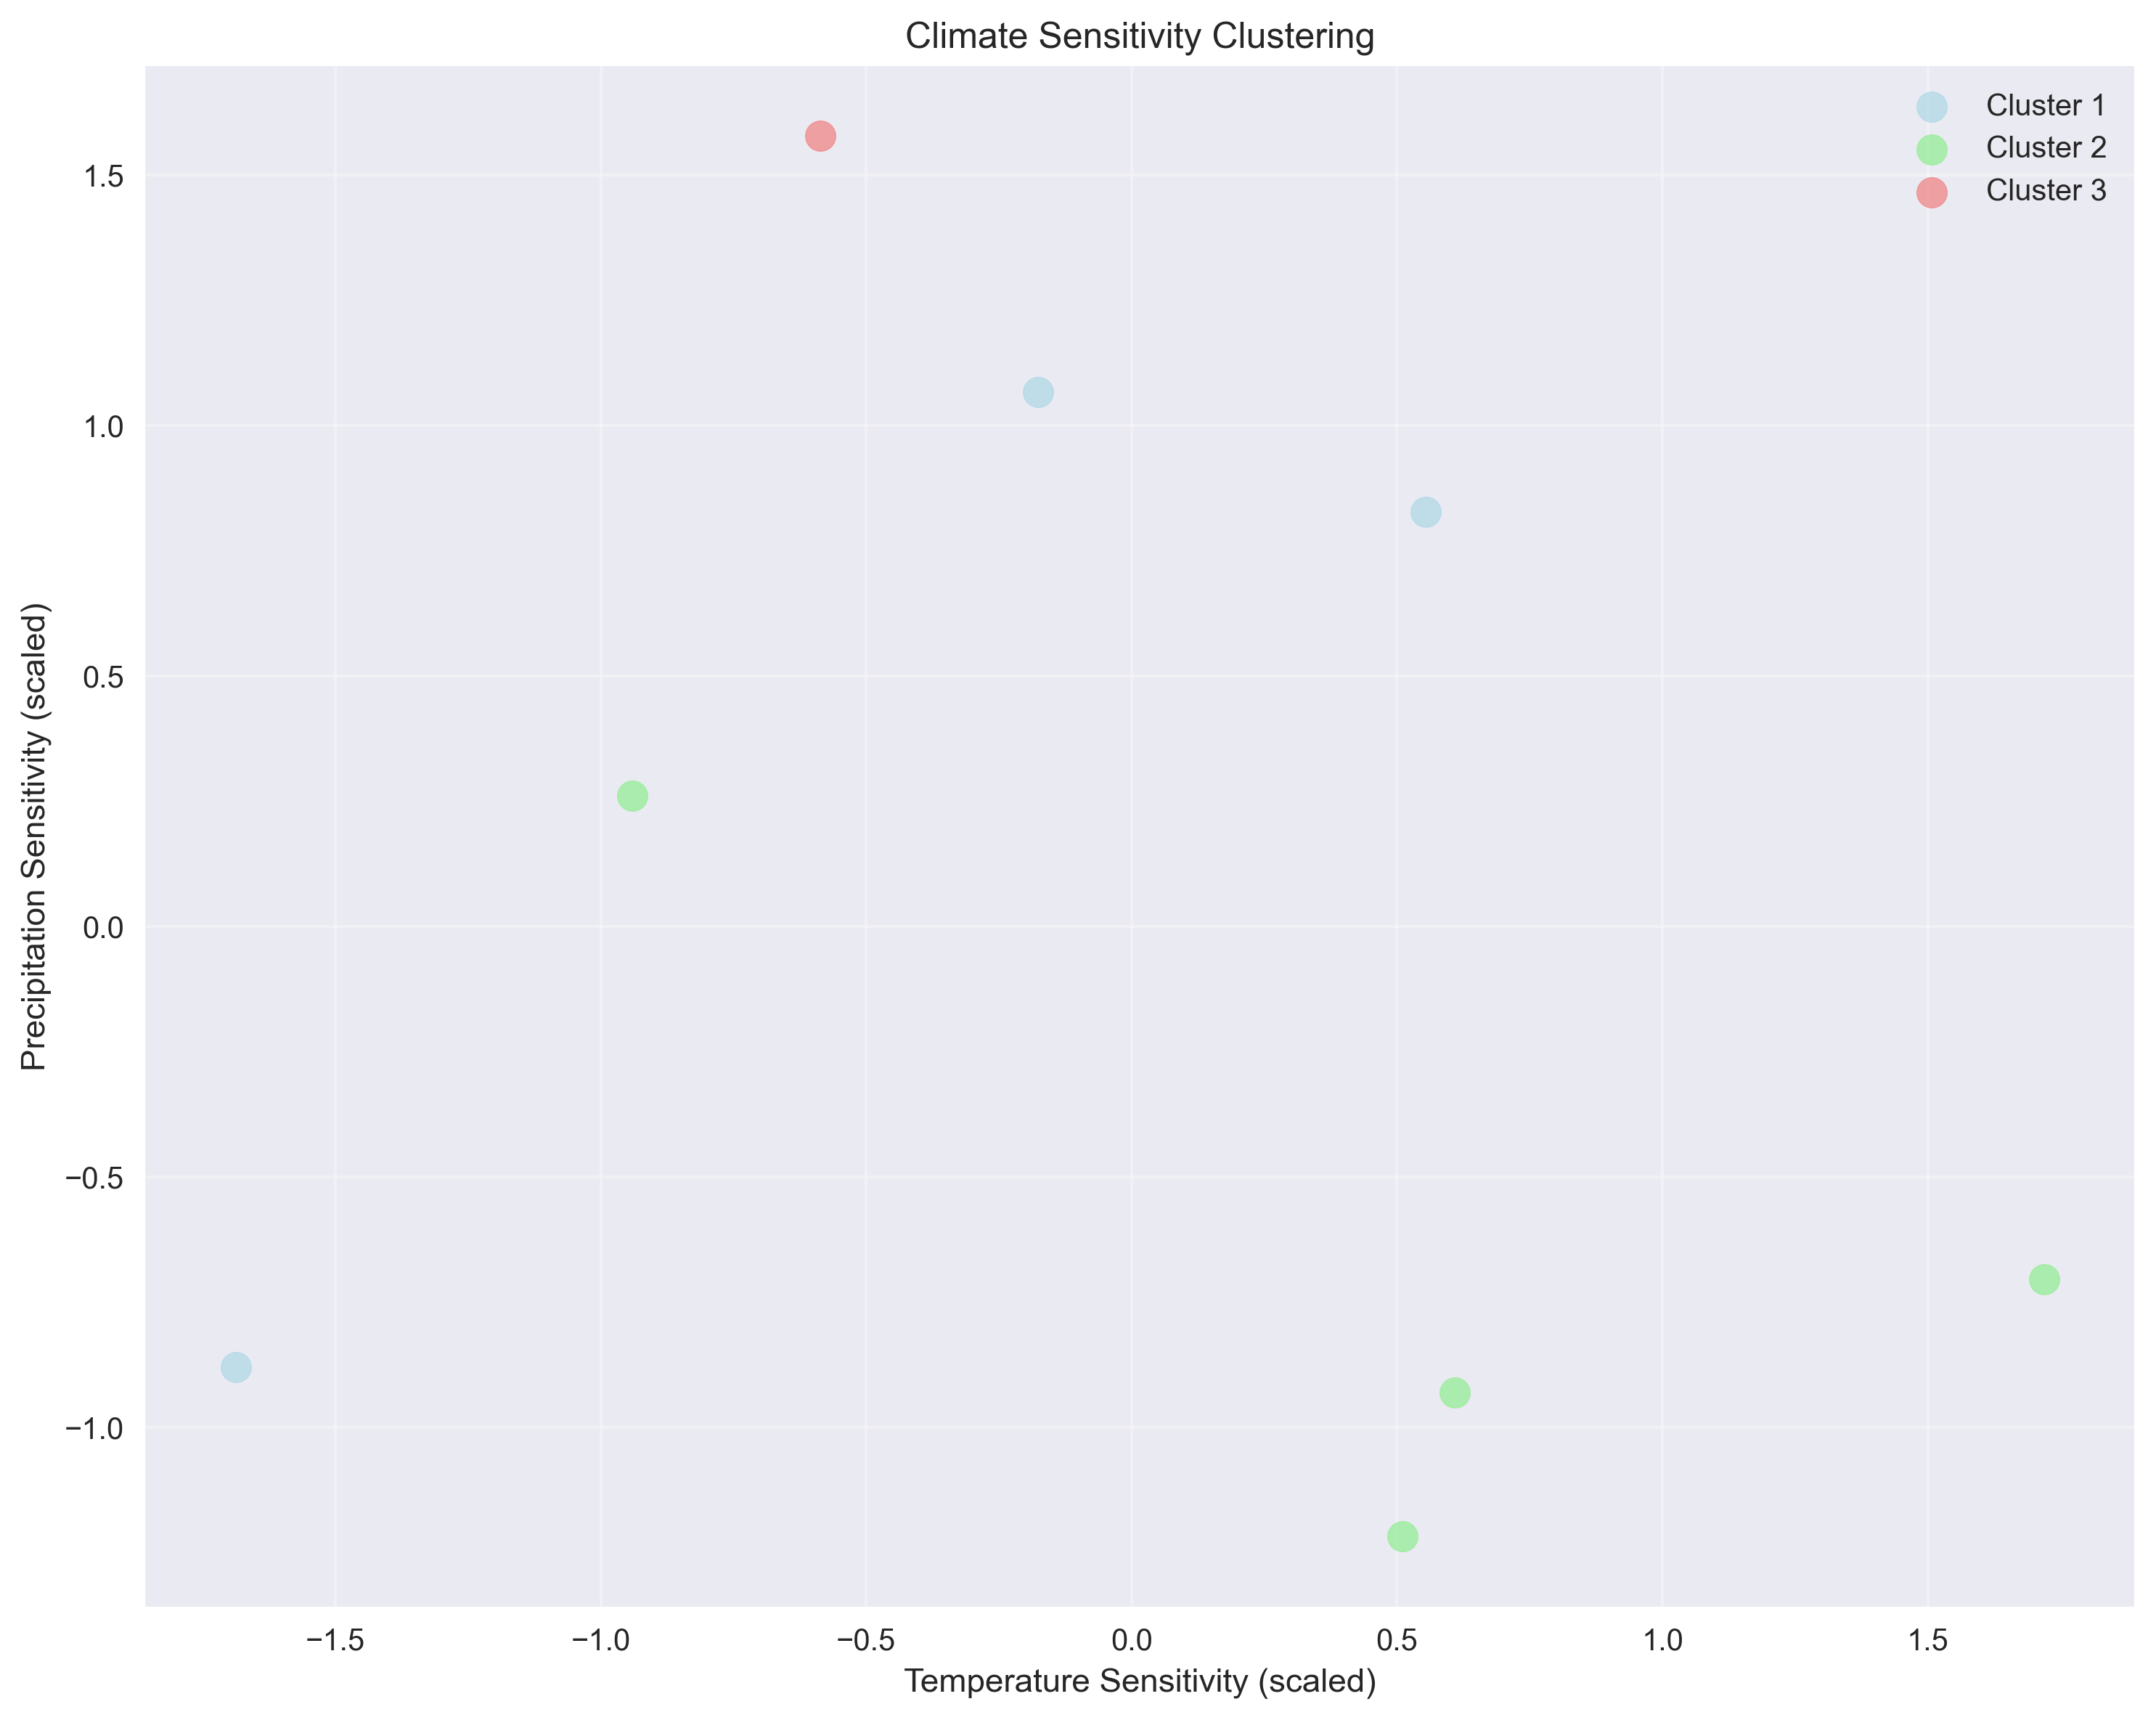 Climate Sensitivity Clustering
Cluster 1
Cluster 2
Cluster 3
Precipitation Sensitivity (scaled)
1.5
1.0
0.5
0.0
−0.5
−1.0
−1.5
−1.0
−0.5
0.0
0.5
1.0
1.5
Temperature Sensitivity (scaled)